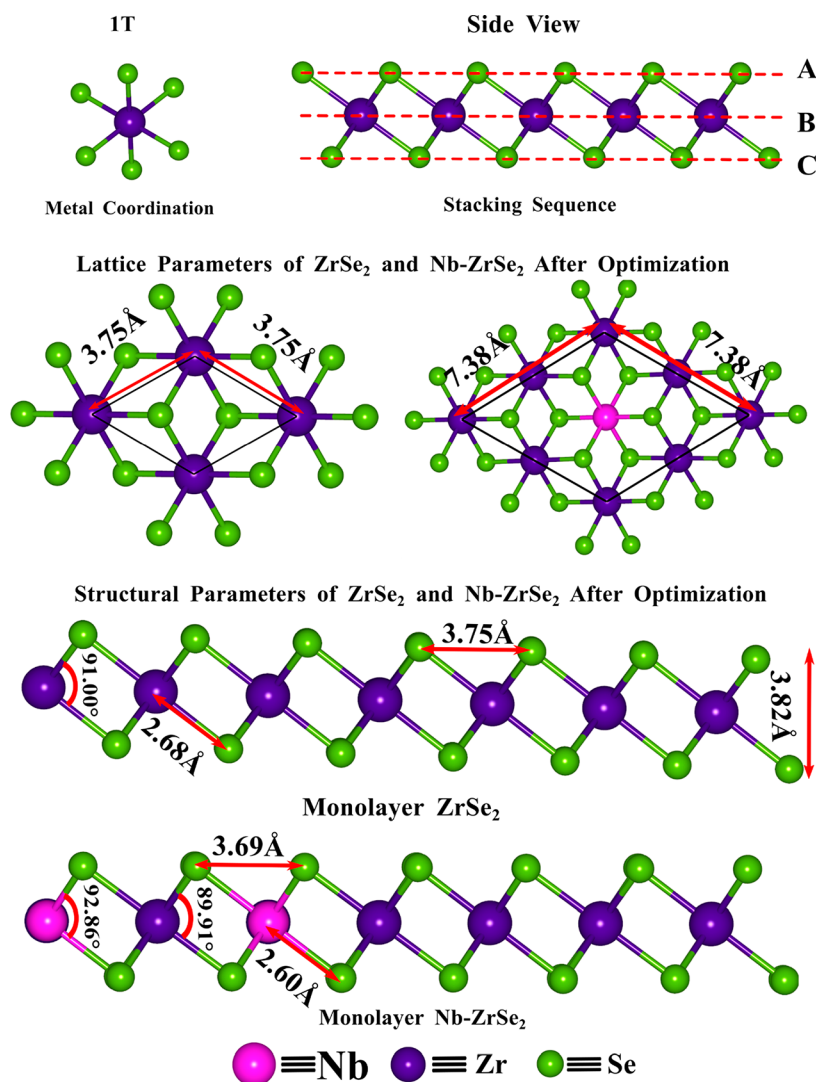 1T
Side View
A
B
C
Metal Coordination
Stacking Sequence
Lattice Parameters of ZrSe₂ and Nb-ZrSe₂ After Optimization
3.75Å
3.75Å
7.38Å
7.38Å
Structural Parameters of ZrSe₂ and Nb-ZrSe₂ After Optimization
91.00°
2.68Å
3.75Å
3.82Å
Monolayer ZrSe₂
92.86°
89.91°
3.69Å
2.60Å
Monolayer Nb-ZrSe₂
≡Nb ≡ Zr ≡ Se